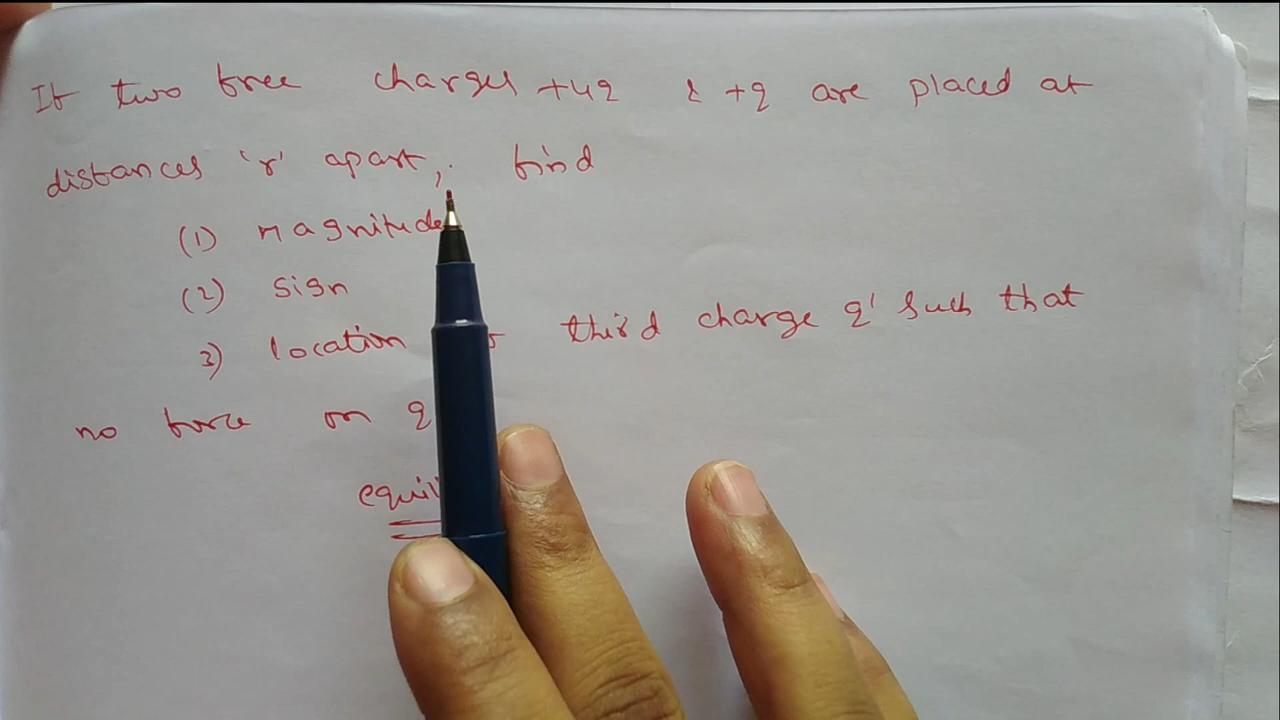 If two free charges +4q & +q are placed at
distances 'r' apart, find
(1) magnitude
(2) sign
3) location third charge q' such that
no force on q